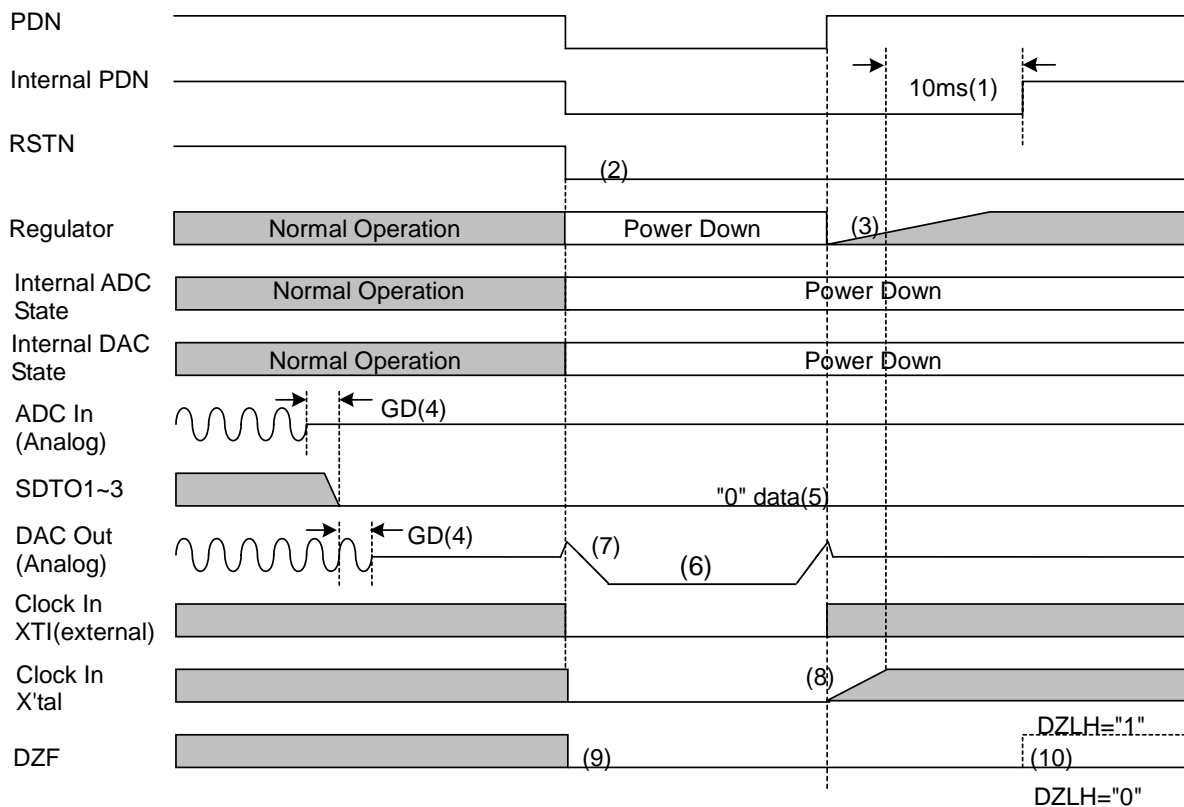 PDN
Internal PDN
10ms(1)
RSTN
(2)
Regulator
Normal Operation
Power Down
(3)
Internal ADC
State
Normal Operation
Power Down
Internal DAC
State
Normal Operation
Power Down
ADC In
(Analog)
GD(4)
SDTO1~3
"0" data(5)
DAC Out
(Analog)
GD(4)
(7)
(6)
Clock In
XTI(external)
Clock In
X'tal
(8)
DZF
(9)
DZLH="1"
(10)
DZLH="0"